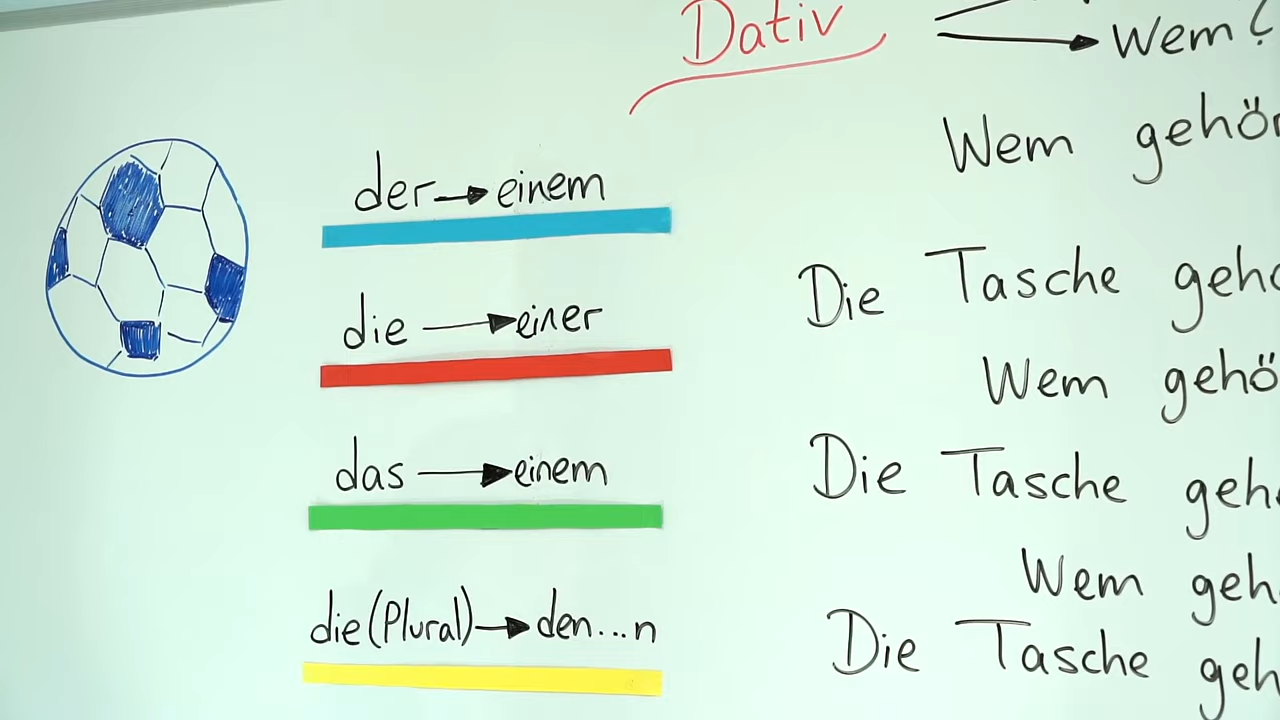 Dativ
Wem?
Wem
der → einem
Die Tasche
die → einer
Wem
das → einem
Die Tasche
Wem
die (Plural) → den...n
Die Tasche